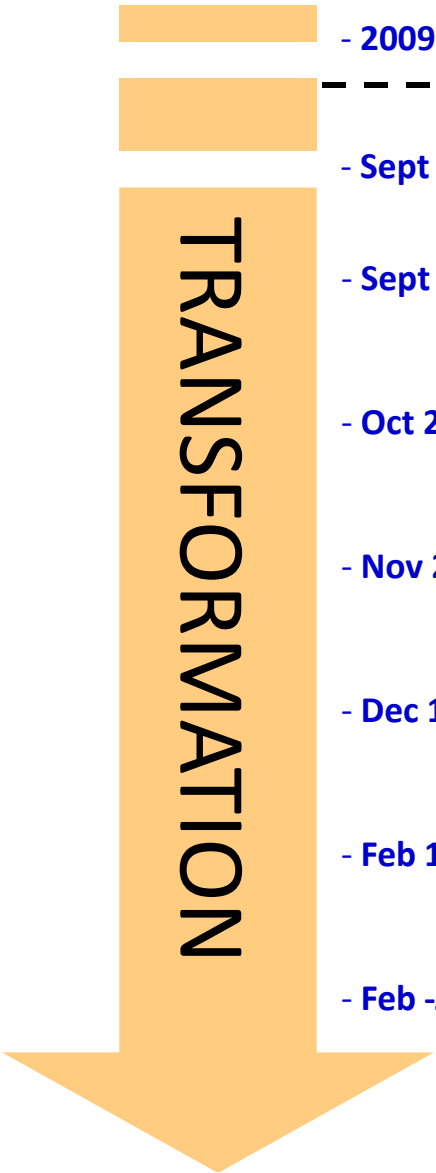 - 2009
- Sept
- Sept
TRANSFORMATION
- Oct 2
- Nov 2
- Dec 1
- Feb 1
- Feb -